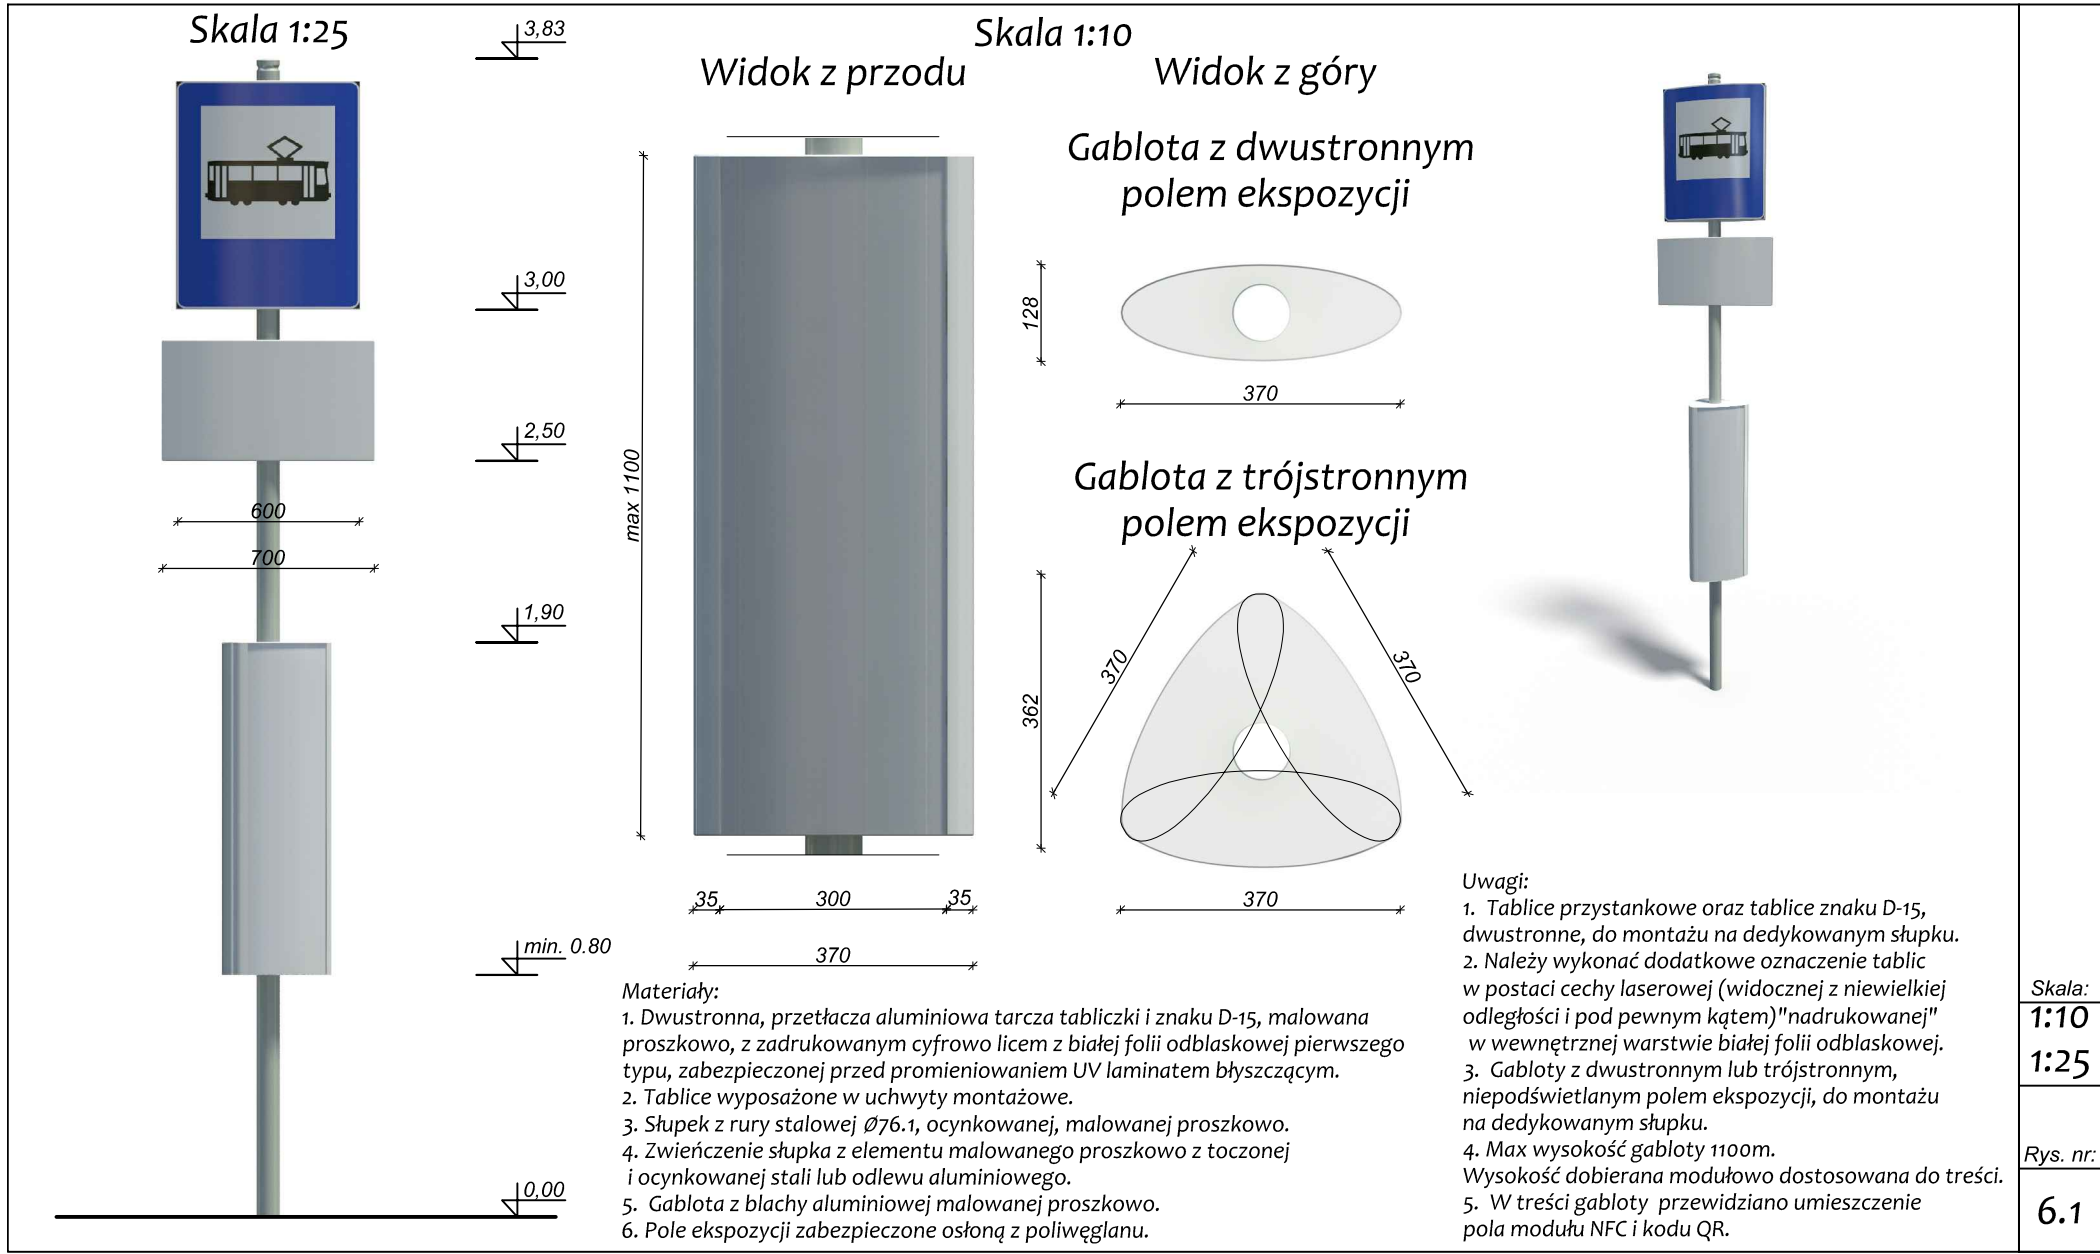 Skala 1:25
3,83
3,00
2,50
600
700
1,90
min. 0.80
0,00
Skala 1:10
Widok z przodu
max 1100
35
300
35
370
Widok z góry
Gablota z dwustronnym
polem ekspozycji
128
370
Gablota z trójstronnym
polem ekspozycji
370
370
362
370
Materiały:
1. Dwustronna, przetłacza aluminiowa tarcza tabliczki i znaku D-15, malowana
proszkowo, z zadrukowanym cyfrowo licem z białej folii odblaskowej pierwszego
typu, zabezpieczonej przed promieniowaniem UV laminatem błyszczącym.
2. Tablice wyposażone w uchwyty montażowe.
3. Słupek z rury stalowej Ø76.1, ocynkowanej, malowanej proszkowo.
4. Zwieńczenie słupka z elementu malowanego proszkowo z toczonej
i ocynkowanej stali lub odlewu aluminiowego.
5. Gablota z blachy aluminiowej malowanej proszkowo.
6. Pole ekspozycji zabezpieczone osłoną z poliwęglanu.
Uwagi:
1. Tablice przystankowe oraz tablice znaku D-15,
dwustronne, do montażu na dedykowanym słupku.
2. Należy wykonać dodatkowe oznaczenie tablic
w postaci cechy laserowej (widocznej z niewielkiej
odległości i pod pewnym kątem)"nadrukowanej"
w wewnętrznej warstwie białej folii odblaskowej.
3. Gabloty z dwustronnym lub trójstronnym,
niepodświetlanym polem ekspozycji, do montażu
na dedykowanym słupku.
4. Max wysokość gabloty 1100m.
Wysokość dobierana modułowo dostosowana do treści.
5. W treści gabloty przewidziano umieszczenie
pola modułu NFC i kodu QR.
Skala:
1:10
1:25
Rys. nr:
6.1